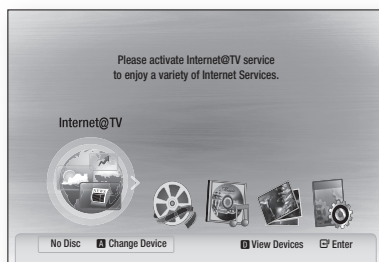 Please activate Internet@TV service
to enjoy a variety of Internet Services.
Internet@TV
No Disc A Change Device D View Devices Enter